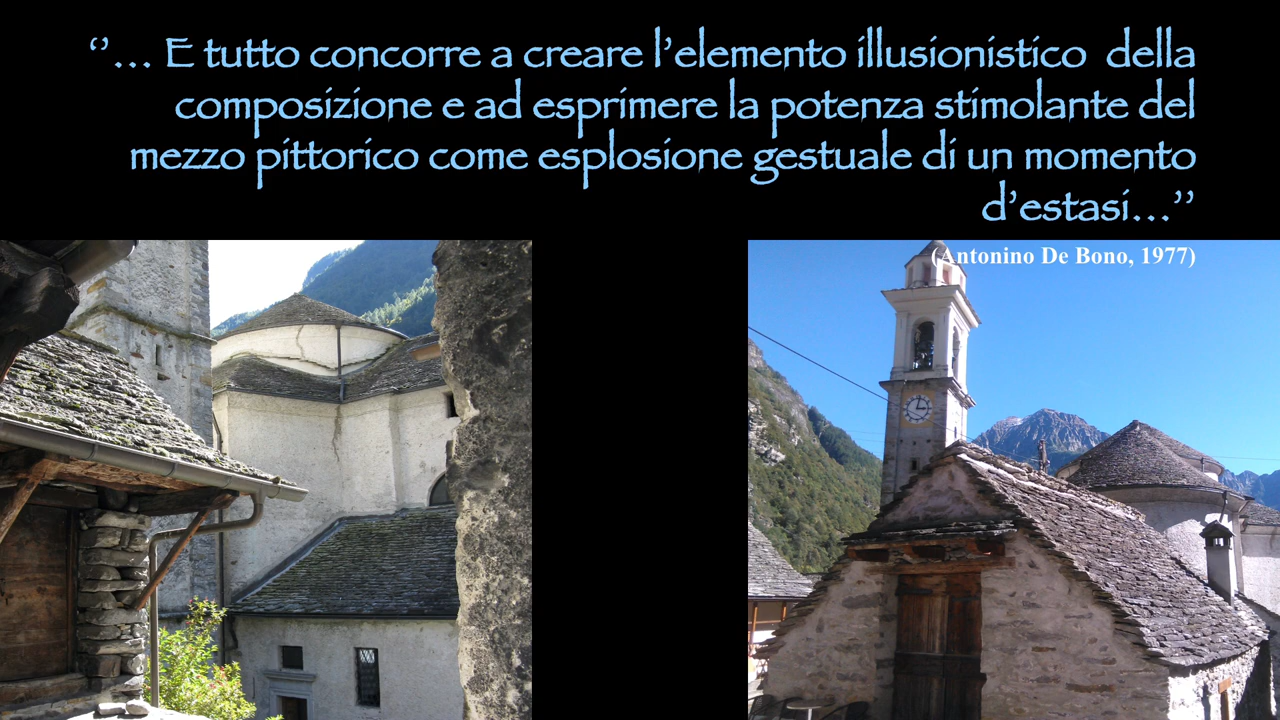 ‘’… E tutto concorre a creare l’elemento illusionistico della
composizione e ad esprimere la potenza stimolante del
mezzo pittorico come esplosione gestuale di un momento
d’estasi…’’
(Antonino De Bono, 1977)